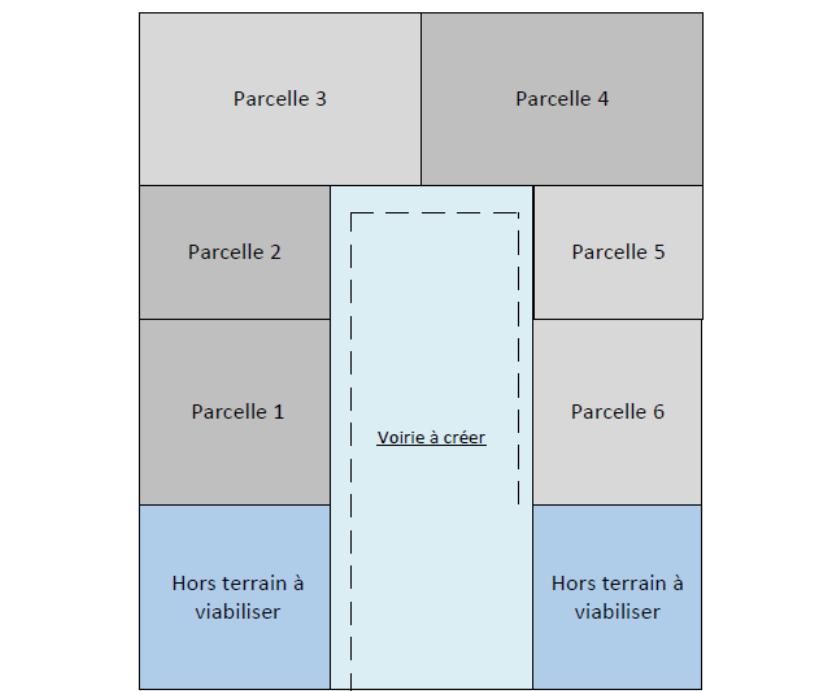 Parcelle 3
Parcelle 4
Parcelle 2
Parcelle 5
Parcelle 1
Parcelle 6
Voirie à créer
Hors terrain à
viabiliser
Hors terrain à
viabiliser